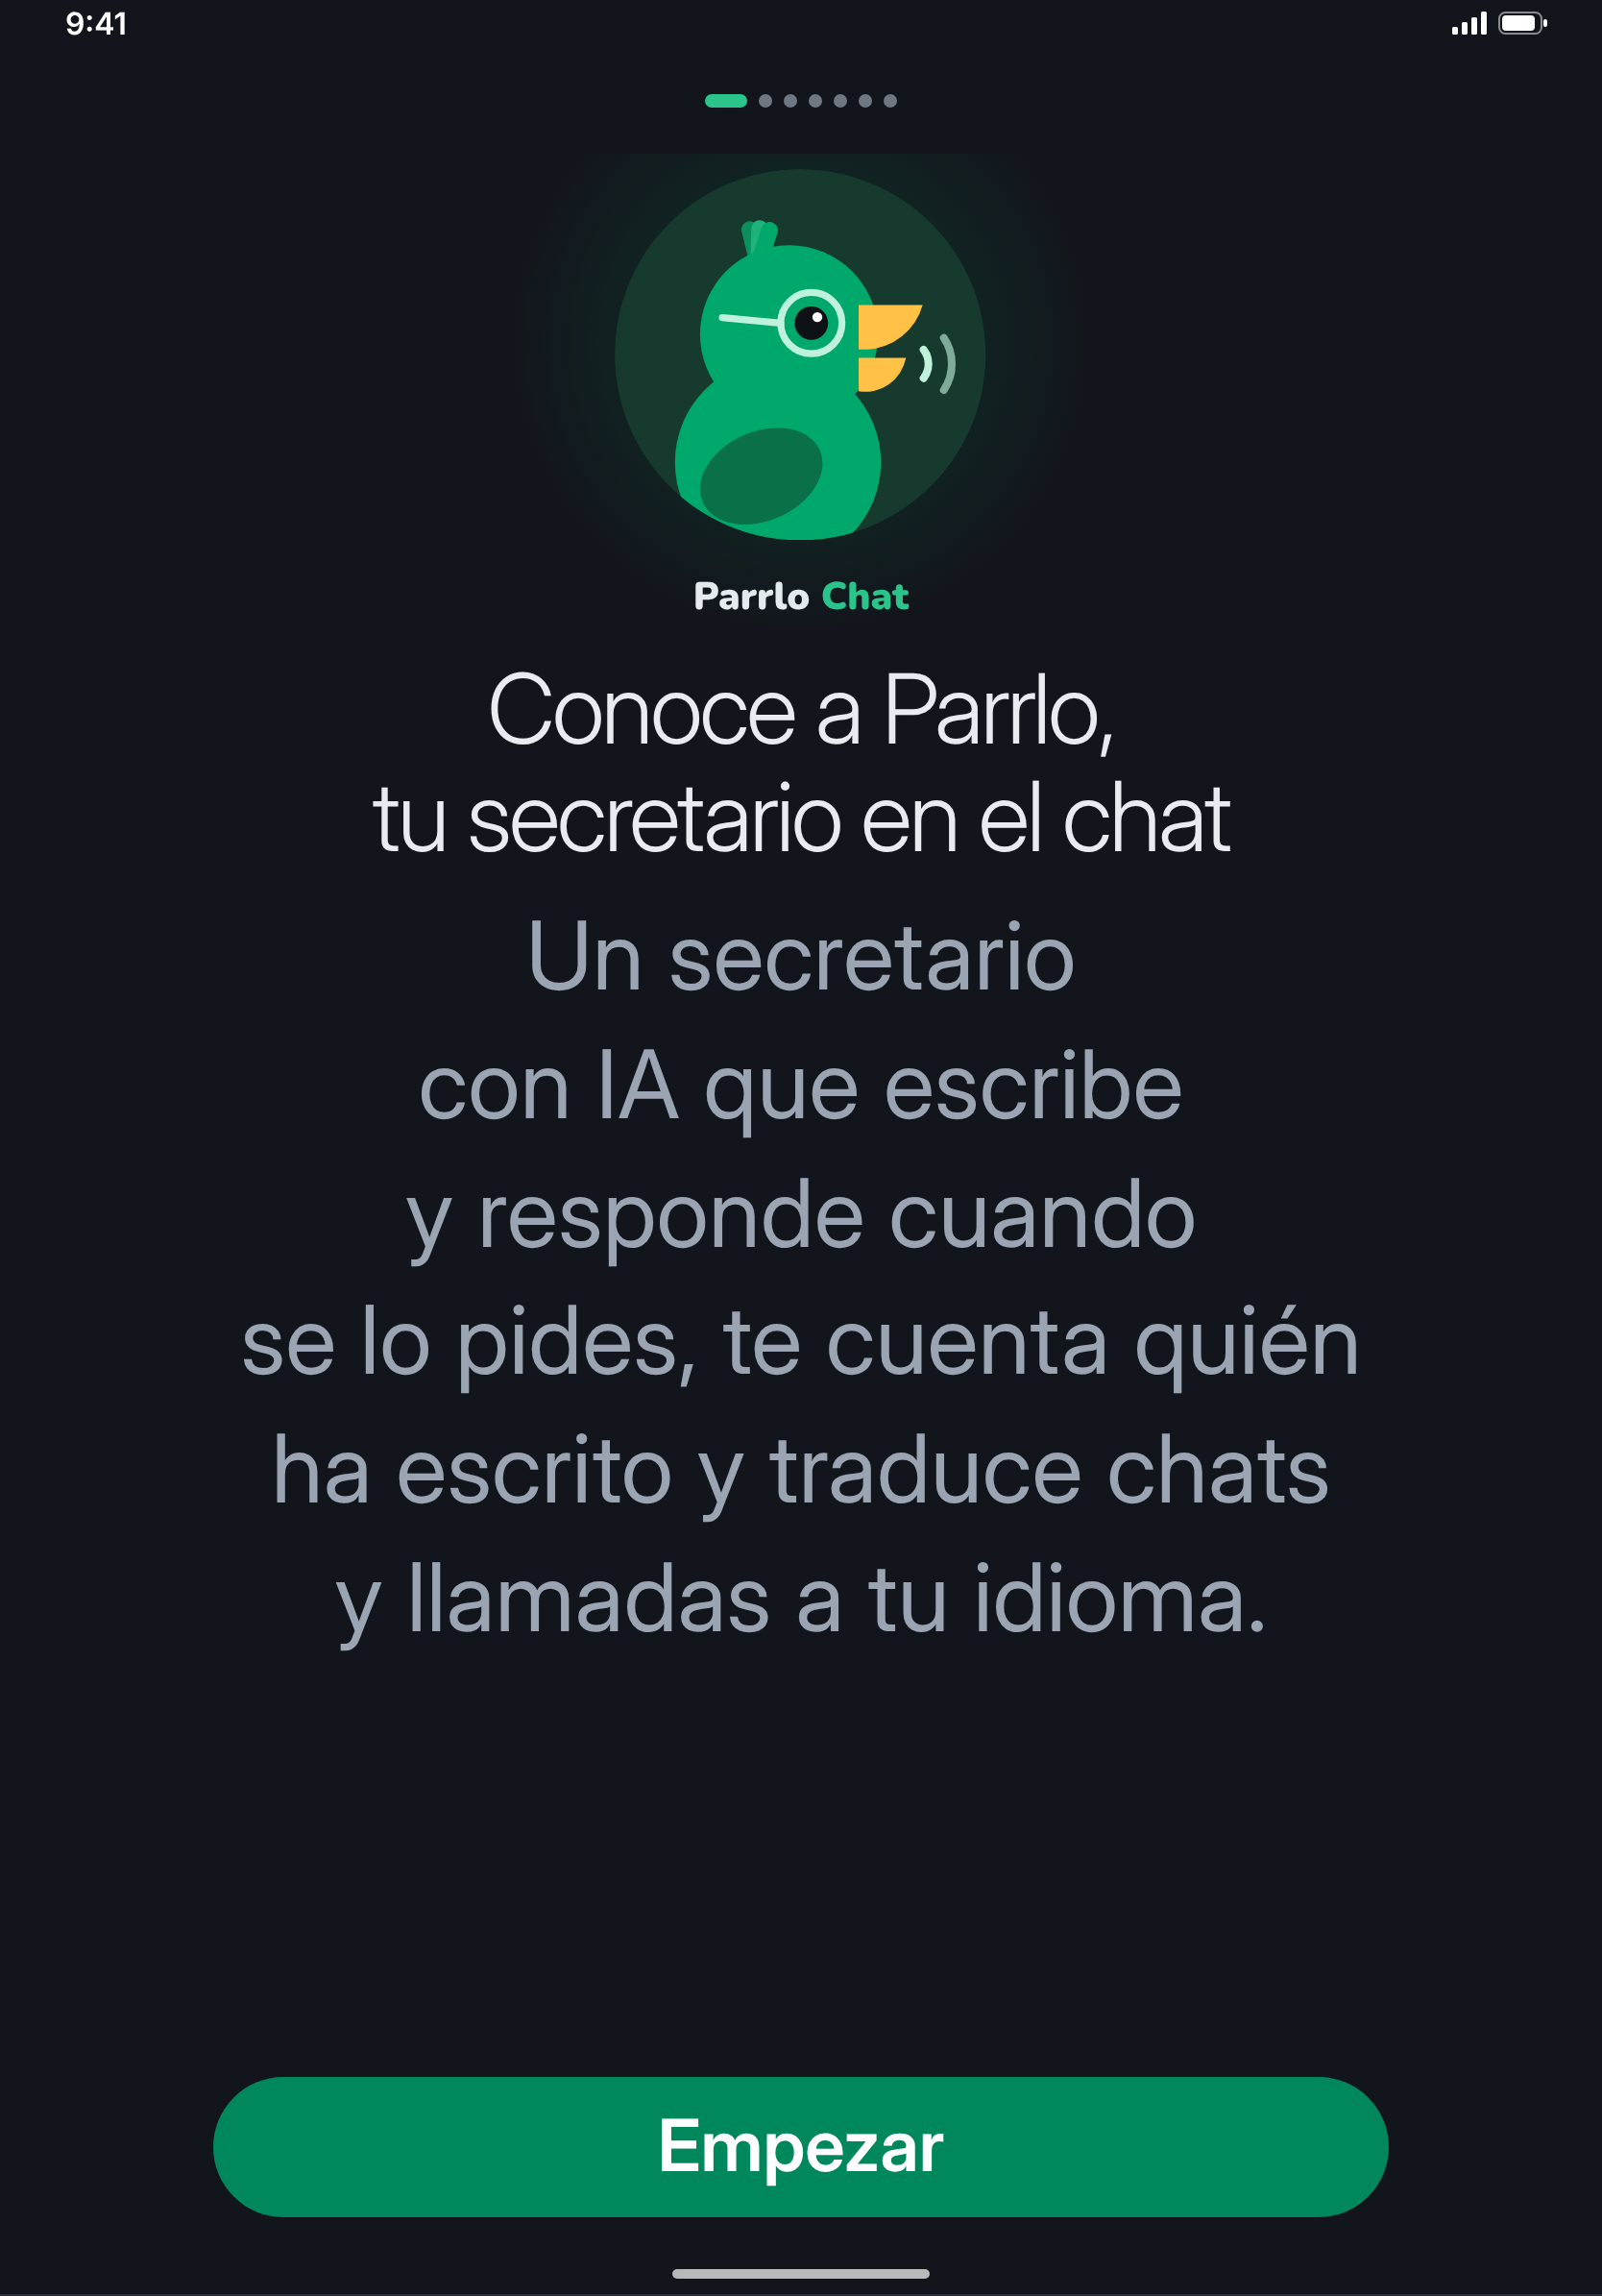 9:41
Parrlo Chat
Conoce a Parrlo,
tu secretario en el chat
Un secretario
con IA que escribe
y responde cuando
se lo pides, te cuenta quién
ha escrito y traduce chats
y llamadas a tu idioma.
Empezar